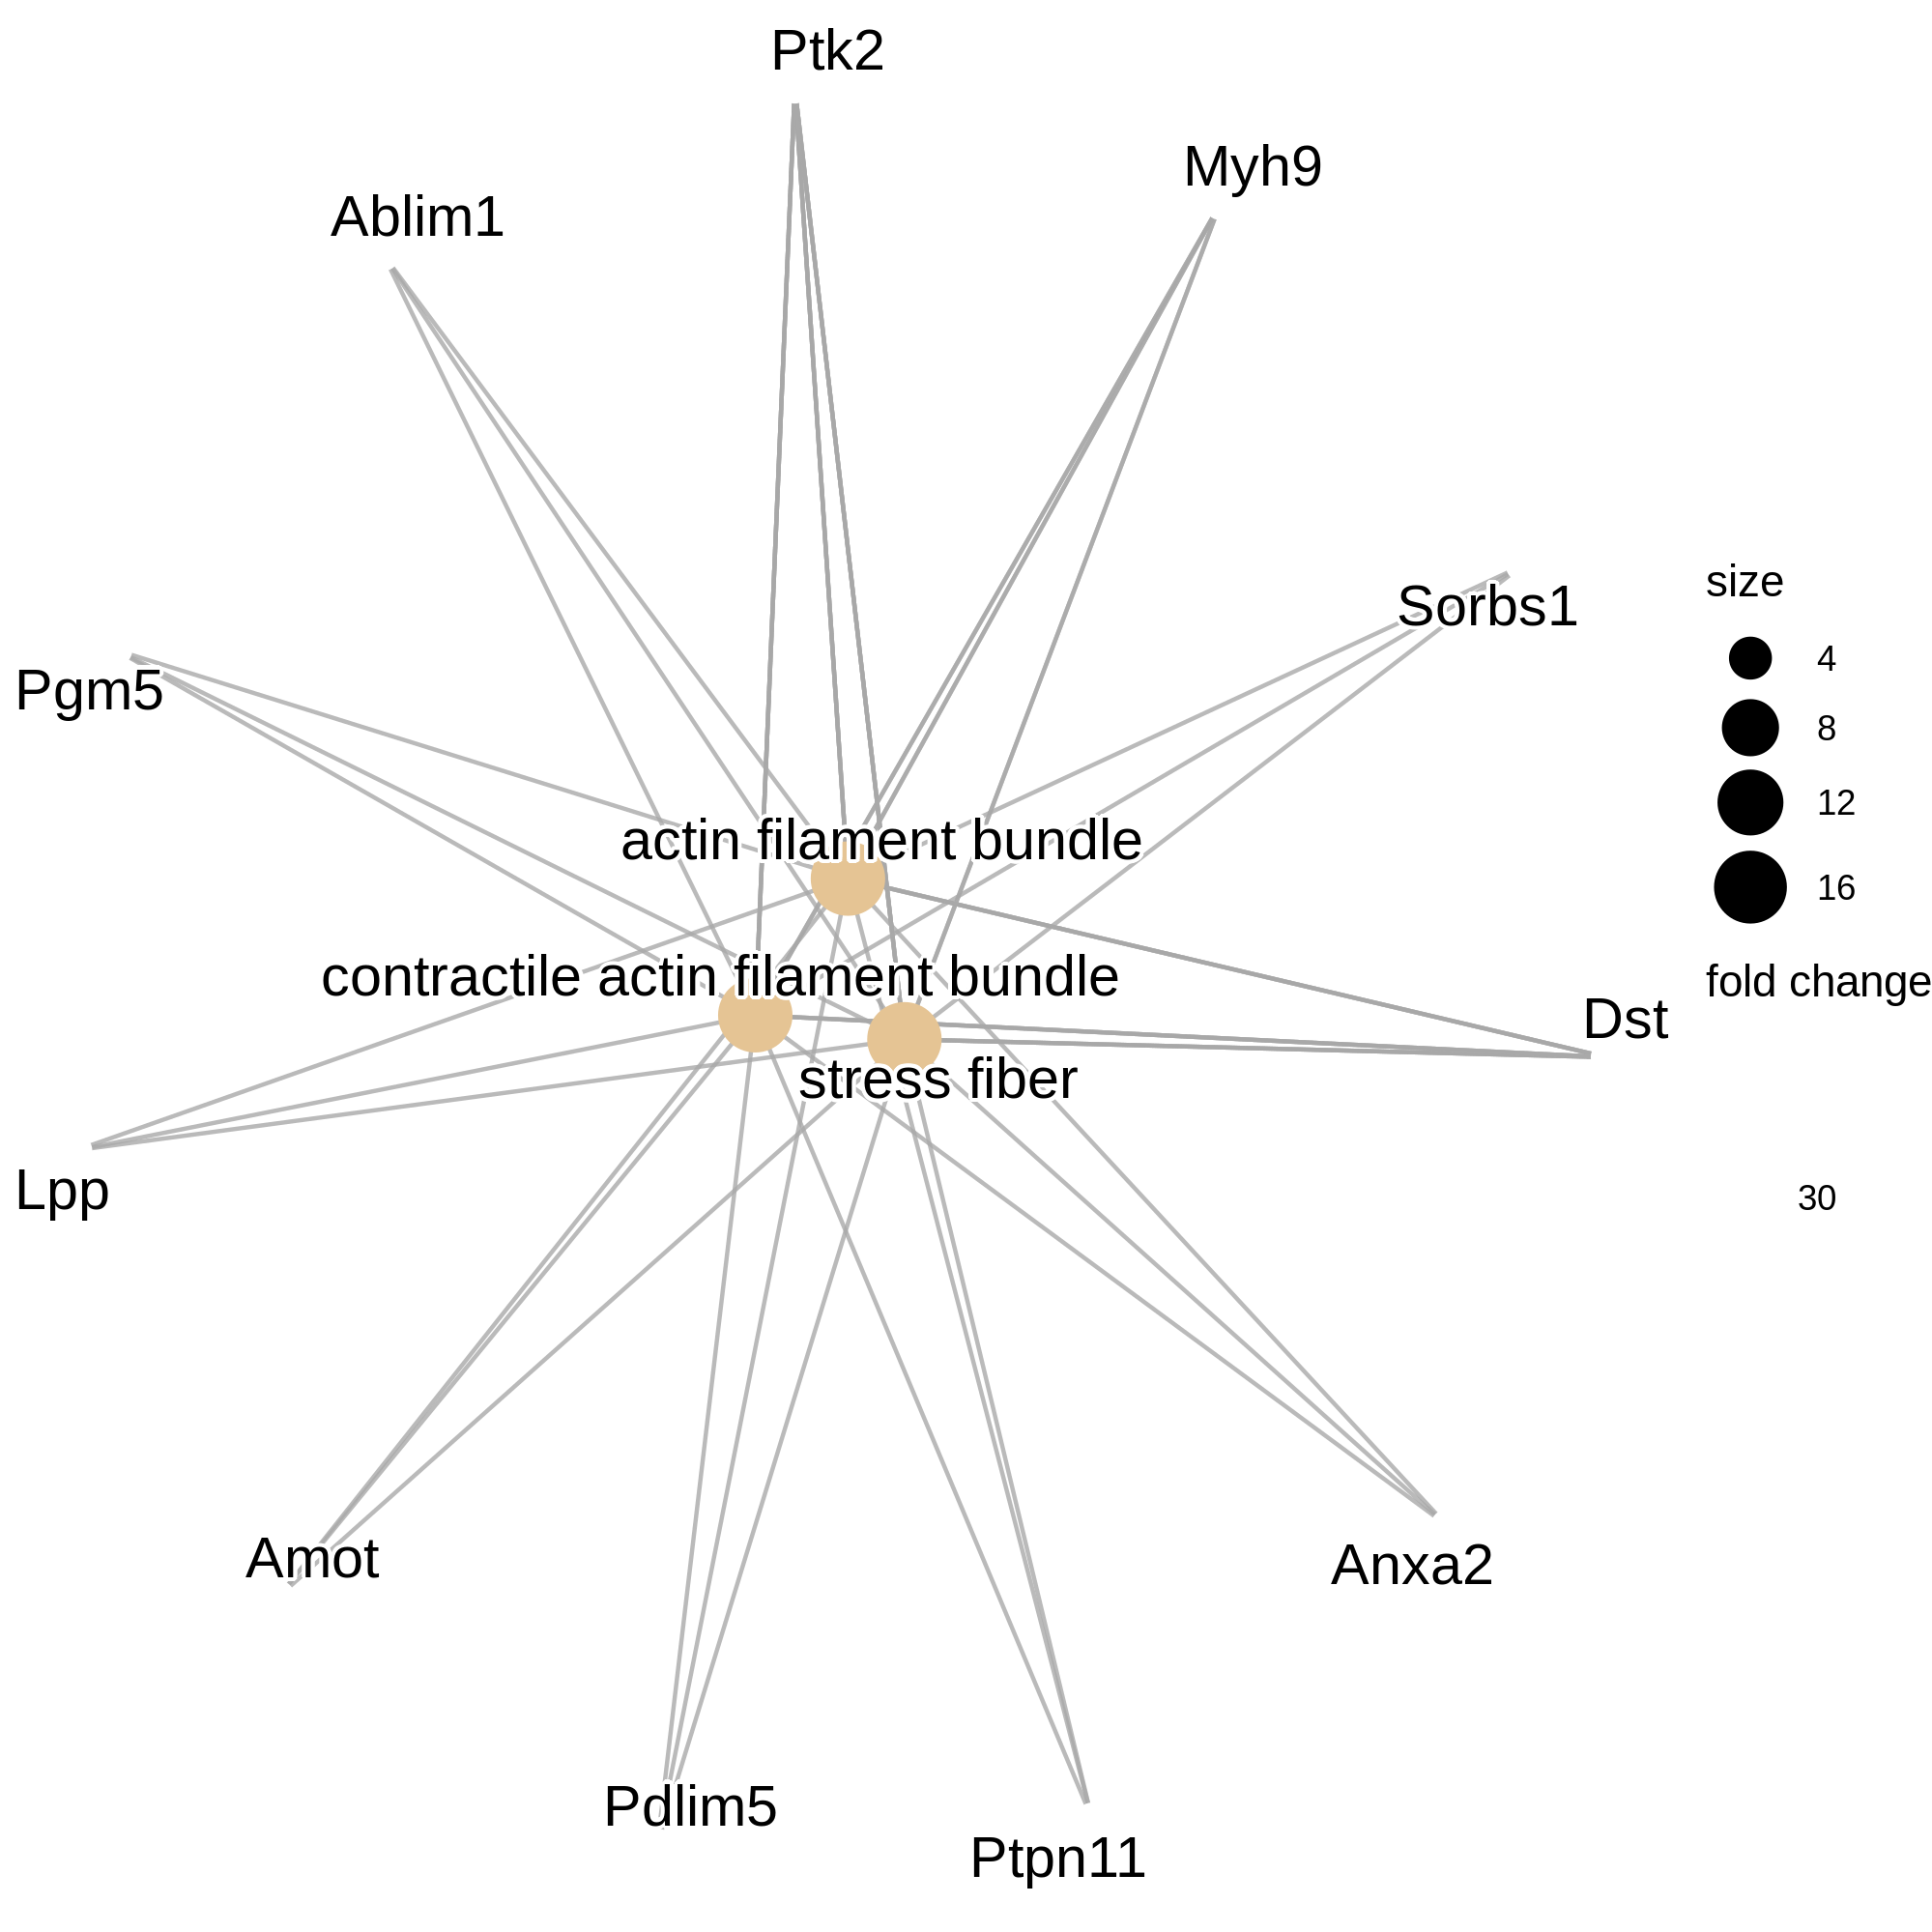 Ptk2
Myh9
Ablim1
Sorbs1
Pgm5
actin filament bundle
contractile actin filament bundle
stress fiber
Dst
Lpp
Amot
Anxa2
Pdlim5
Ptpn11
size
4
8
12
16
fold change
30